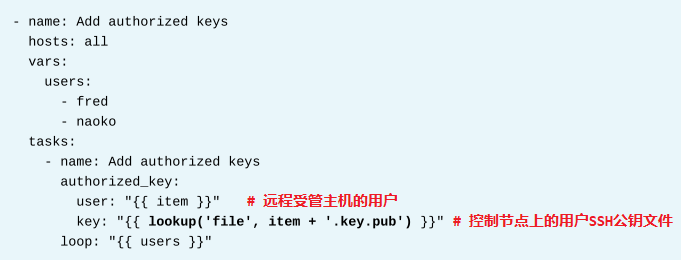 - name: Add authorized keys
  hosts: all
  vars:
    users:
      - fred
      - naoko
  tasks:
    - name: Add authorized keys
      authorized_key:
        user: "{{ item }}"   # 远程受管主机的用户
        key: "{{ lookup('file', item + '.key.pub') }}" # 控制节点上的用户SSH公钥文件
      loop: "{{ users }}"